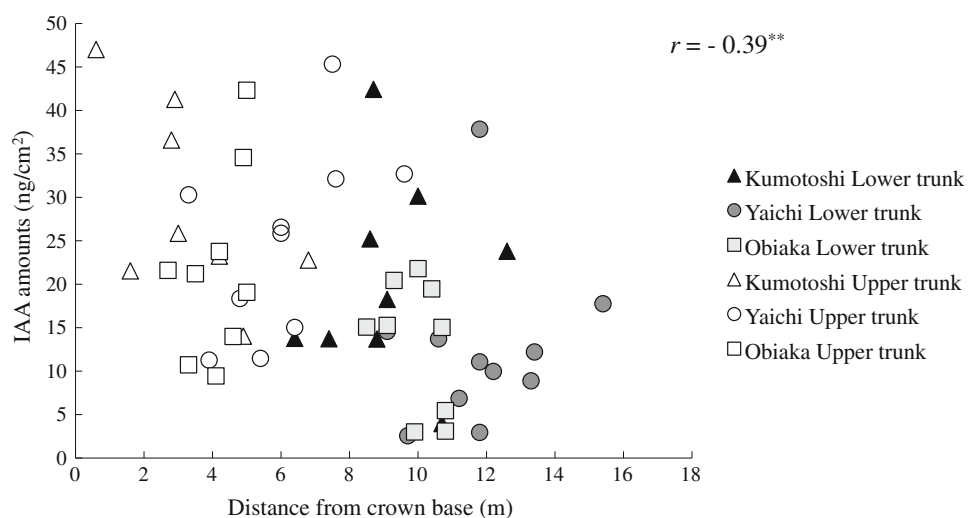 r = - 0.39**
50
45
40
35
30
25
20
15
10
5
0
IAA amounts (ng/cm²)
0 2 4 6 8 10 12 14 16 18
Distance from crown base (m)
Kumotoshi Lower trunk
Yaichi Lower trunk
Obiaka Lower trunk
Kumotoshi Upper trunk
Yaichi Upper trunk
Obiaka Upper trunk